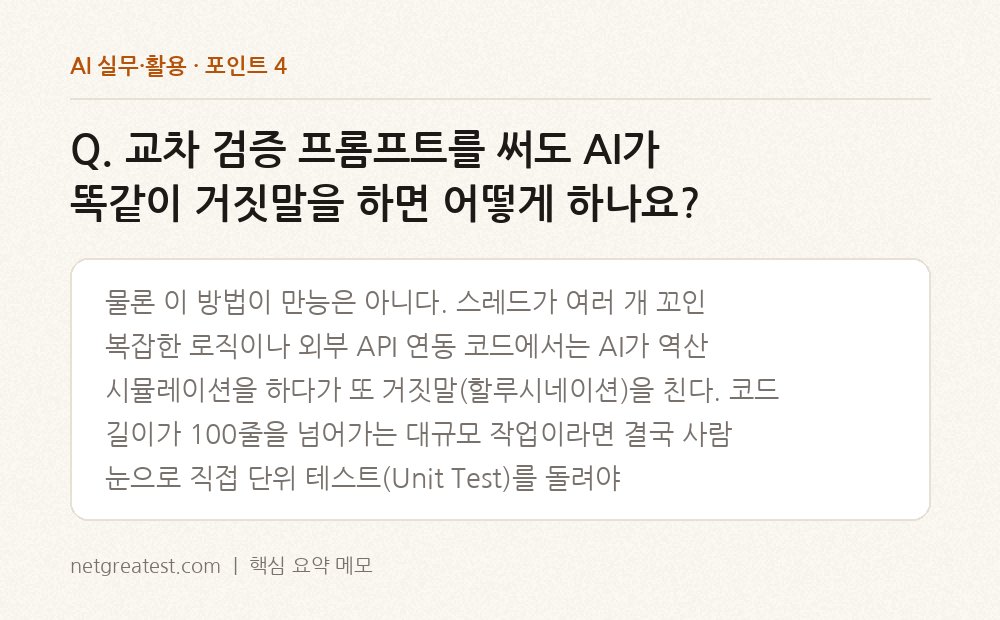 AI 실무·활용 · 포인트 4
Q. 교차 검증 프롬프트를 써도 AI가
똑같이 거짓말을 하면 어떻게 하나요?
물론 이 방법이 만능은 아니다. 스레드가 여러 개 꼬인
복잡한 로직이나 외부 API 연동 코드에서는 AI가 역산
시뮬레이션을 하다가 또 거짓말(할루시네이션)을 친다. 코드
길이가 100줄을 넘어가는 대규모 작업이라면 결국 사람
눈으로 직접 단위 테스트(Unit Test)를 돌려야
netgreatest.com | 핵심 요약 메모